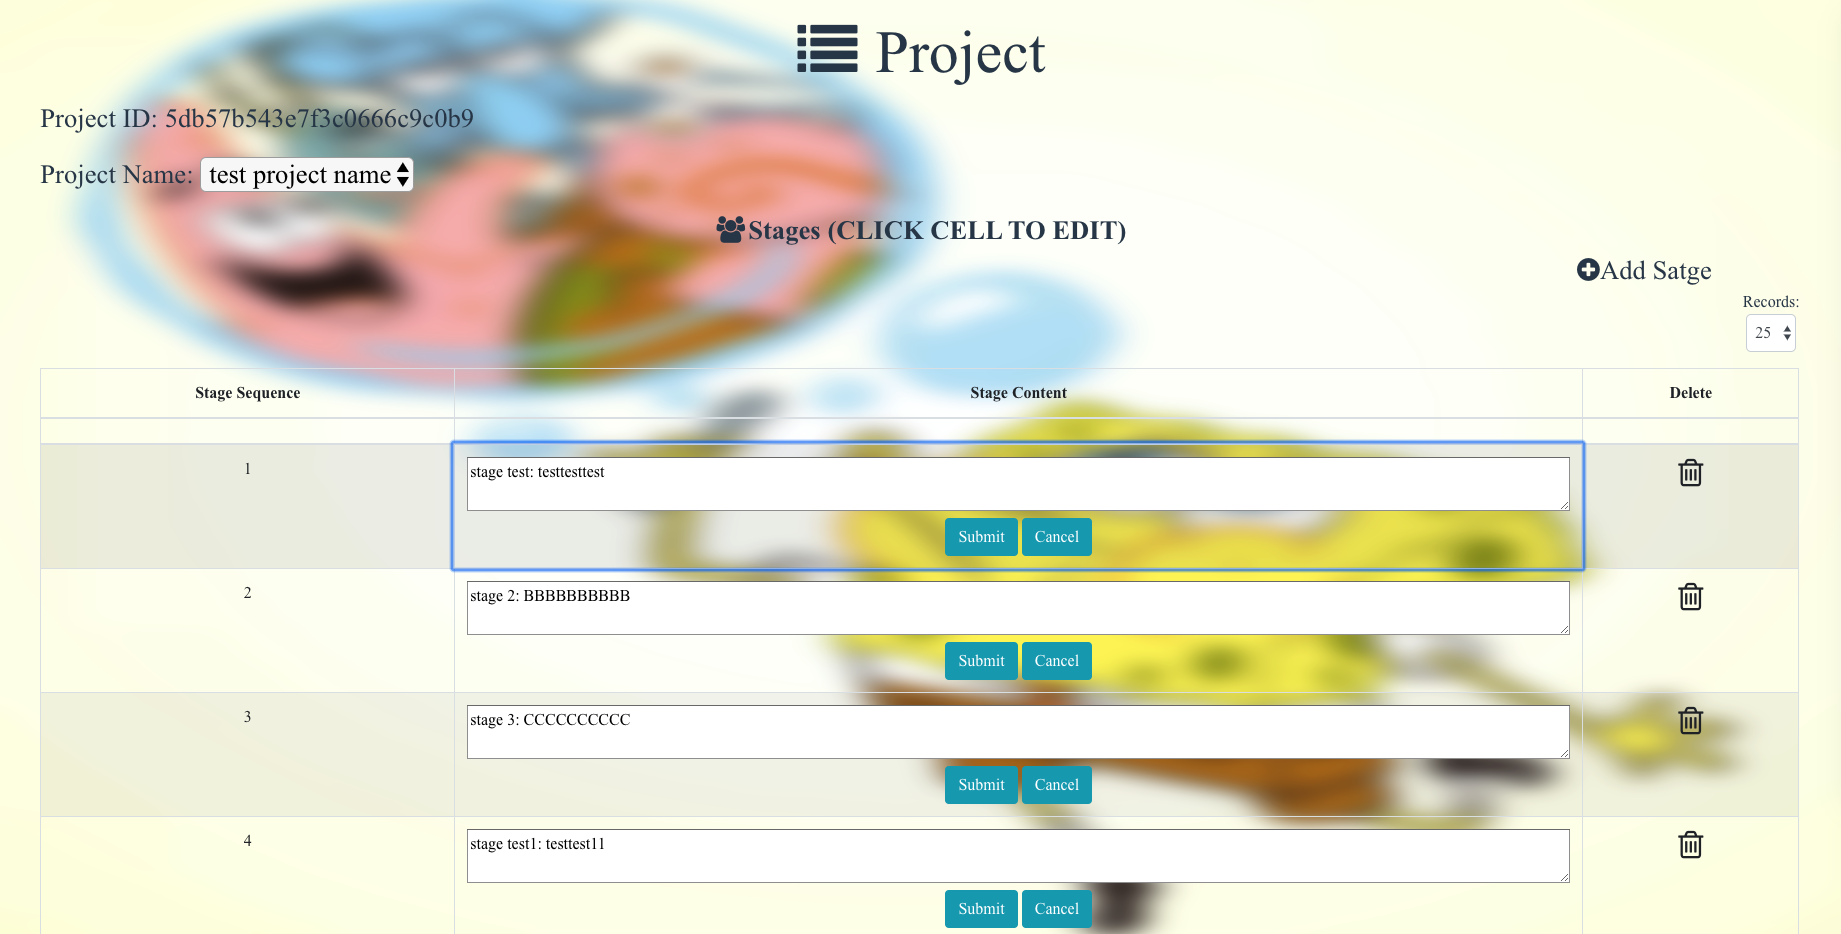 Project
Project ID: 5db57b543e7f3c0666c9c0b9
Project Name: test project name
Stages (CLICK CELL TO EDIT)
Add Satge
Records:
25
Stage Sequence Stage Content Delete
1 stage test: testtesttest
Submit Cancel
2 stage 2: BBBBBBBBBB
Submit Cancel
3 stage 3: CCCCCCCCCC
Submit Cancel
4 stage test1: testtest11
Submit Cancel